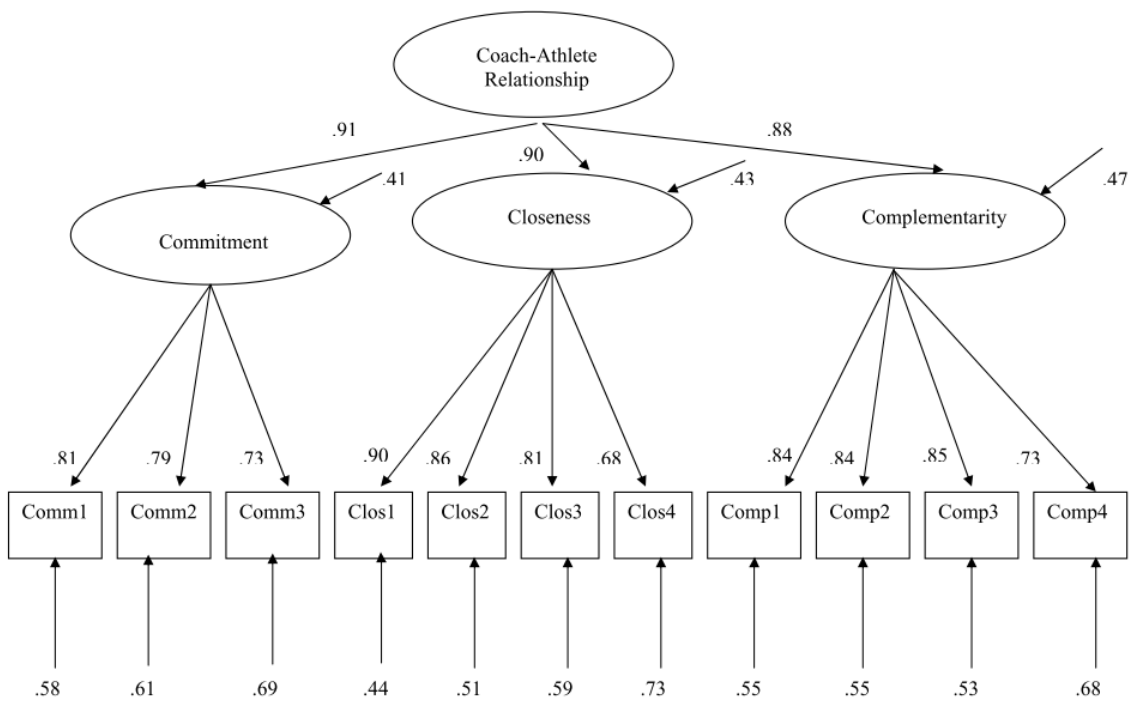 Coach-Athlete
Relationship
.91
.90
.88
.41
.43
.47
Commitment
Closeness
Complementarity
.81
.79
.73
.90
.86
.81
.68
.84
.84
.85
.73
Comm1
Comm2
Comm3
Clos1
Clos2
Clos3
Clos4
Comp1
Comp2
Comp3
Comp4
.58
.61
.69
.44
.51
.59
.73
.55
.55
.53
.68